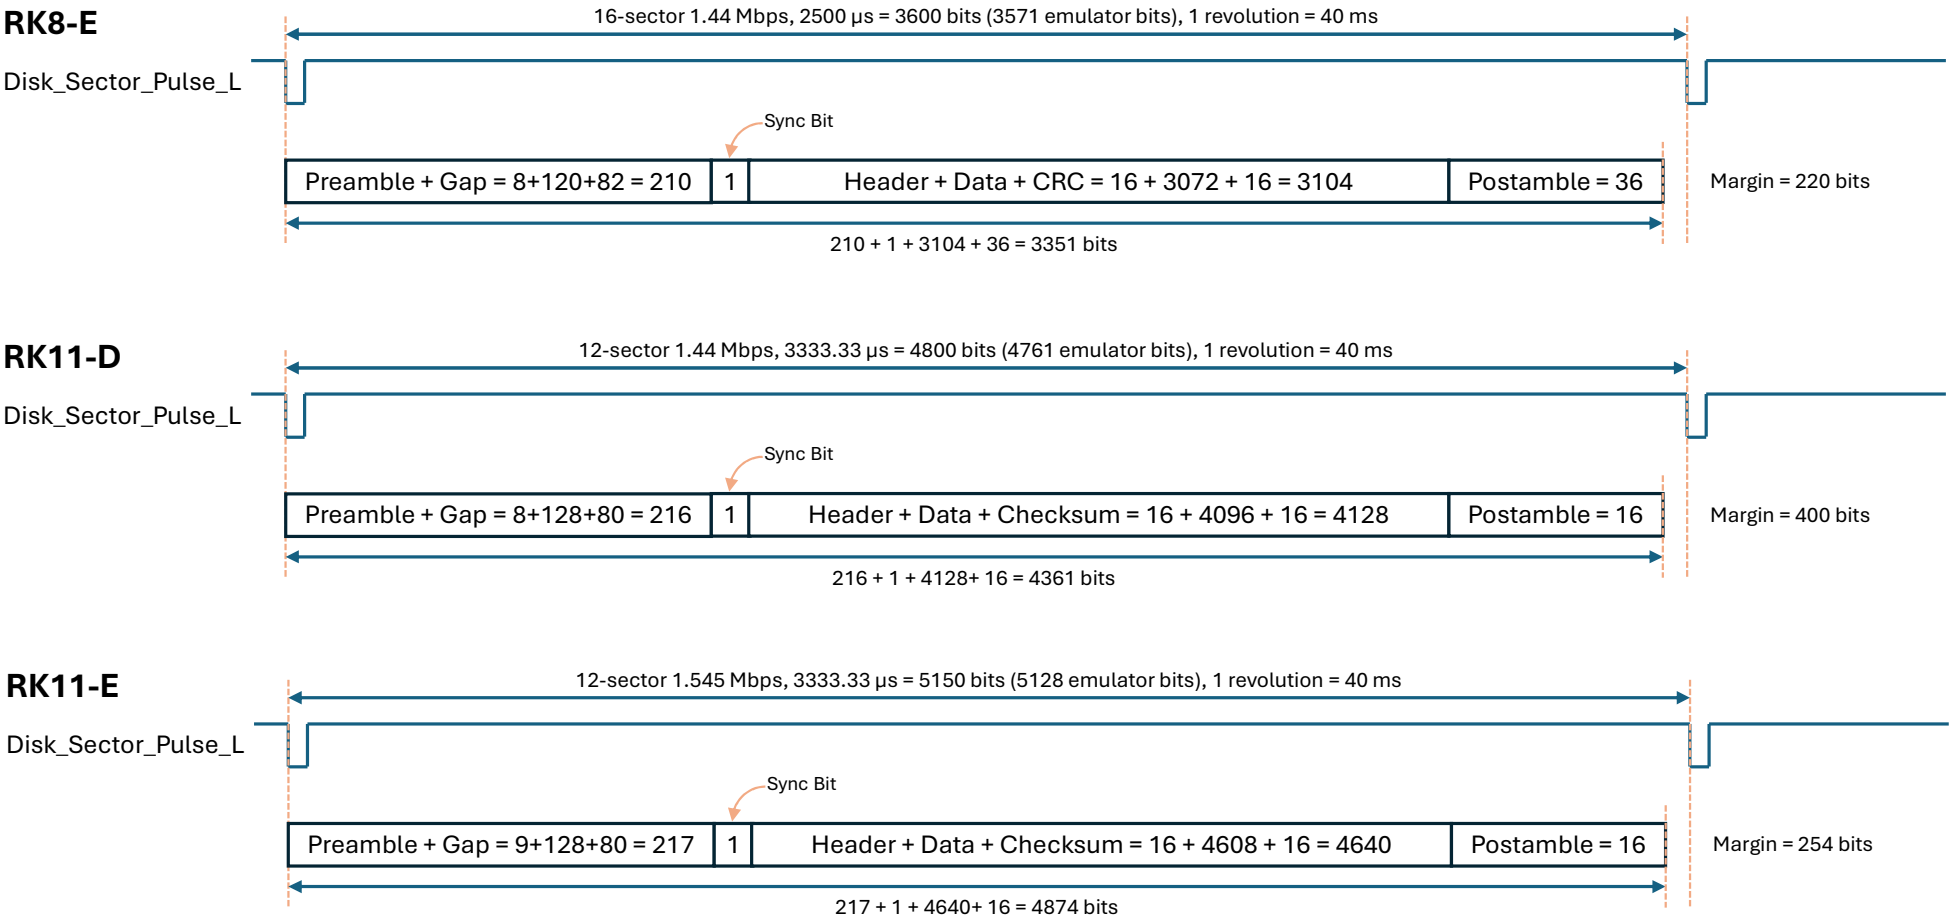 RK8-E
16-sector 1.44 Mbps, 2500 µs = 3600 bits (3571 emulator bits), 1 revolution = 40 ms
Disk_Sector_Pulse_L
Sync Bit
Preamble + Gap = 8+120+82 = 210
1
Header + Data + CRC = 16 + 3072 + 16 = 3104
Postamble = 36
Margin = 220 bits
210 + 1 + 3104 + 36 = 3351 bits
RK11-D
12-sector 1.44 Mbps, 3333.33 µs = 4800 bits (4761 emulator bits), 1 revolution = 40 ms
Disk_Sector_Pulse_L
Sync Bit
Preamble + Gap = 8+128+80 = 216
1
Header + Data + Checksum = 16 + 4096 + 16 = 4128
Postamble = 16
Margin = 400 bits
216 + 1 + 4128+ 16 = 4361 bits
RK11-E
12-sector 1.545 Mbps, 3333.33 µs = 5150 bits (5128 emulator bits), 1 revolution = 40 ms
Disk_Sector_Pulse_L
Sync Bit
Preamble + Gap = 9+128+80 = 217
1
Header + Data + Checksum = 16 + 4608 + 16 = 4640
Postamble = 16
Margin = 254 bits
217 + 1 + 4640+ 16 = 4874 bits